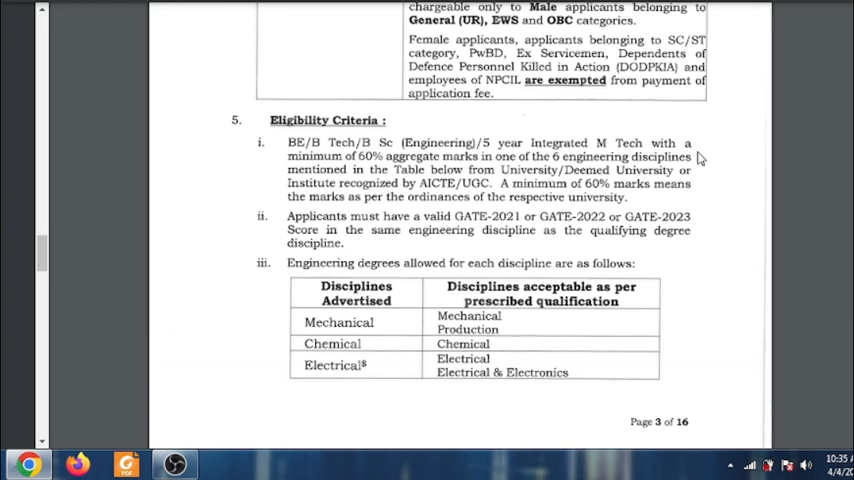 chargeable only to Male applicants belonging to
General (UR), EWS and OBC categories.
Female applicants, applicants belonging to SC/ST
category, PwBD, Ex Servicemen, Dependents of
Defence Personnel Killed in Action (DODPKIA) and
employees of NPCIL are exempted from payment of
application fee.
5. Eligibility Criteria :
i. BE/B Tech/B Sc (Engineering)/5 year Integrated M Tech with a
minimum of 60% aggregate marks in one of the 6 engineering disciplines
mentioned in the Table below from University/Deemed University or
Institute recognized by AICTE/UGC. A minimum of 60% marks means
the marks as per the ordinances of the respective university.
ii. Applicants must have a valid GATE-2021 or GATE-2022 or GATE-2023
Score in the same engineering discipline as the qualifying degree
discipline.
iii. Engineering degrees allowed for each discipline are as follows:
Disciplines Advertised
Disciplines acceptable as per prescribed qualification
Mechanical
Mechanical
Production
Chemical
Chemical
Electrical$
Electrical
Electrical & Electronics
Page 3 of 16
PDF
10:35
4/4/20